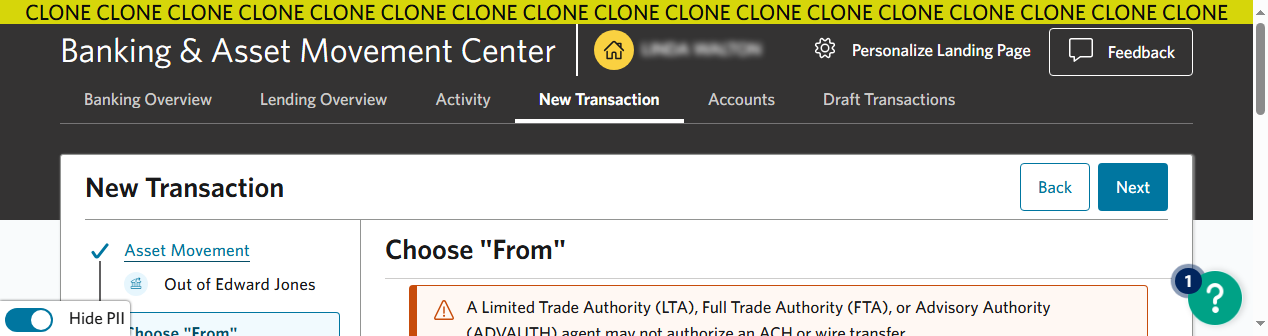 CLONE CLONE CLONE CLONE CLONE CLONE CLONE CLONE CLONE CLONE CLONE CLONE CLONE CLONE CLONE CLONE CLONE
Banking & Asset Movement Center
Personalize Landing Page
Feedback
Banking Overview
Lending Overview
Activity
New Transaction
Accounts
Draft Transactions
New Transaction
Back
Next
Asset Movement
Out of Edward Jones
Choose "From"
Choose "From"
A Limited Trade Authority (LTA), Full Trade Authority (FTA), or Advisory Authority
(ADVAUTH) agent may not authorize an ACH or wire transfer
Hide PII
1
?